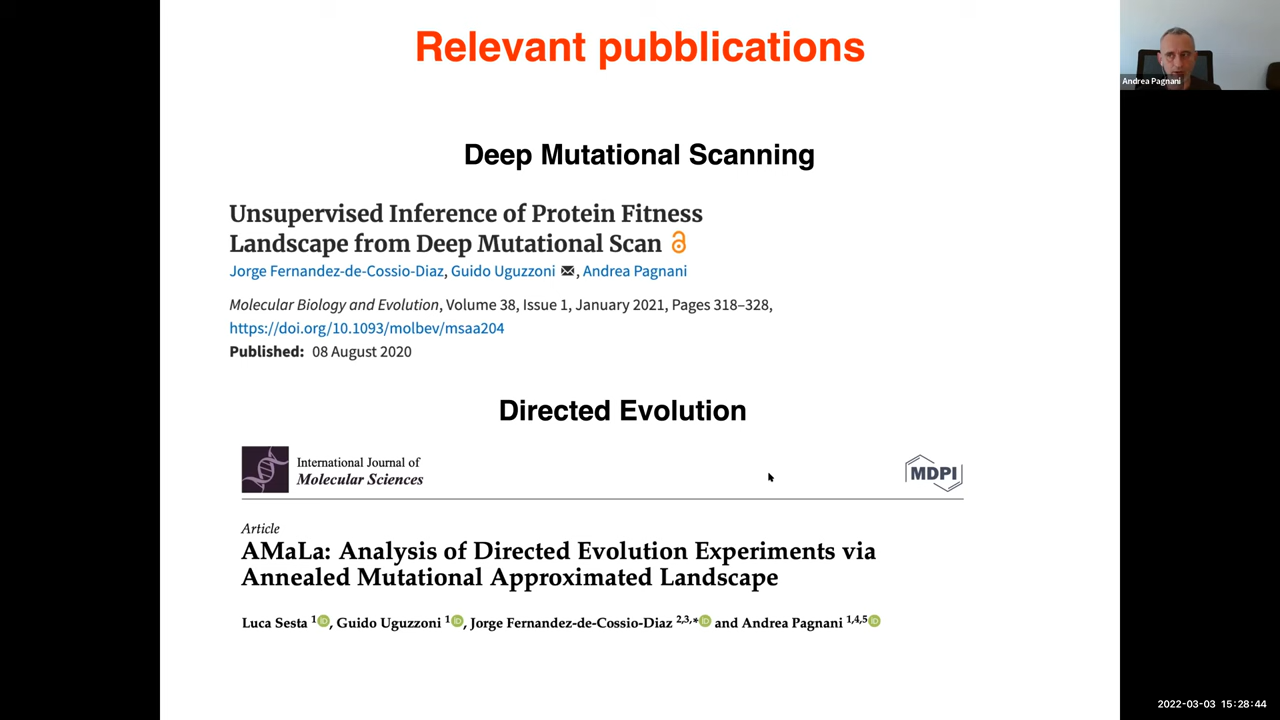 Relevant pubblications
Andrea Pagnani
Deep Mutational Scanning
Unsupervised Inference of Protein Fitness
Landscape from Deep Mutational Scan
Jorge Fernandez-de-Cossio-Diaz, Guido Uguzzoni , Andrea Pagnani
Molecular Biology and Evolution, Volume 38, Issue 1, January 2021, Pages 318–328,
https://doi.org/10.1093/molbev/msaa204
Published: 08 August 2020
Directed Evolution
International Journal of
Molecular Sciences
MDPI
Article
AMaLa: Analysis of Directed Evolution Experiments via
Annealed Mutational Approximated Landscape
Luca Sesta 1 iD, Guido Uguzzoni 1 iD, Jorge Fernandez-de-Cossio-Diaz 2,3,* iD and Andrea Pagnani 1,4,5 iD
2022-03-03 15:28:44